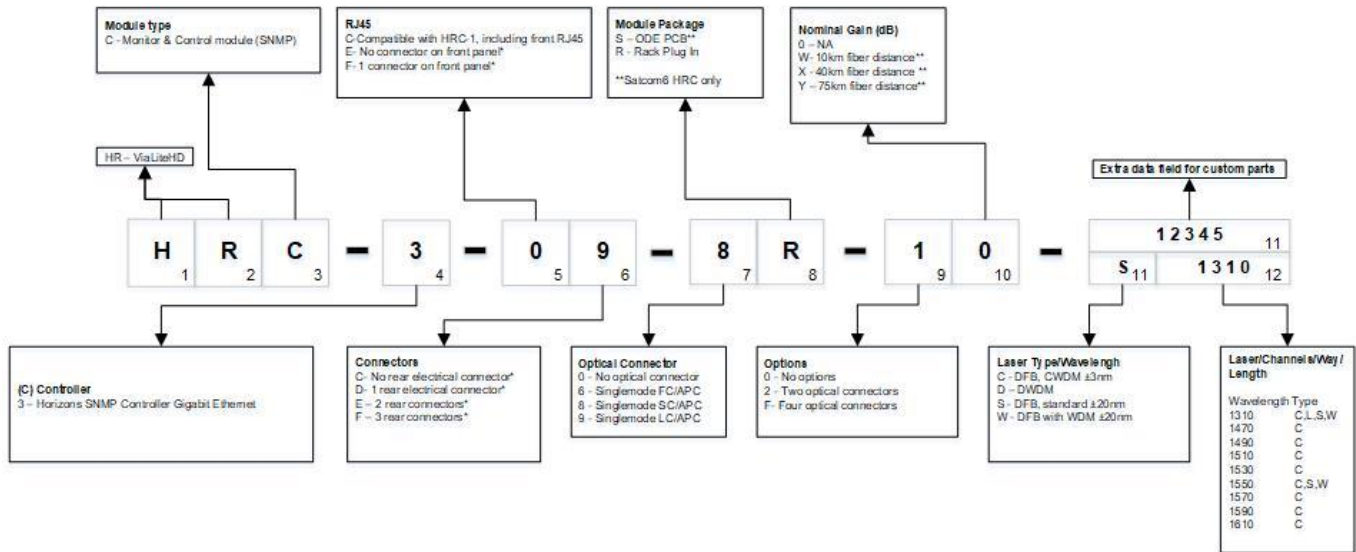 Module type
C - Monitor & Control module (SNMP)
RJ45
C-Compatible with HRC-1, including front RJ45
E- No connector on front panel*
F- 1 connector on front panel*
Module Package
S – ODE PCB**
R - Rack Plug In
**Satcom6 HRC only
Nominal Gain (dB)
0 – NA
W- 10km fiber distance**
X - 40km fiber distance **
Y – 75km fiber distance**
HR – ViaLiteHD
Extra data field for custom parts
H R C - 3 - 0 9 - 8 R - 1 0 - 12345
1 2 3 4 5 6 7 8 9 10 11
S 11 1310 12
(C) Controller
3 – Horizons SNMP Controller Gigabit Ethernet
Connectors
C- No rear electrical connector*
D- 1 rear electrical connector*
E – 2 rear connectors*
F – 3 rear connectors*
Optical Connector
0 - No optical connector
6 - Singlemode FC/APC
8 - Singlemode SC/APC
9 - Singlemode LC/APC
Options
0 - No options
2 - Two optical connectors
F- Four optical connectors
Laser Type/Wavelengh
C - DFB, CWDM ±3nm
D – DWDM
S - DFB, standard ±20nm
W - DFB with WDM ±20nm
Laser/Channels/Way/
Length
Wavelength Type
1310 C,L,S,W
1470 C
1490 C
1510 C
1530 C
1550 C,S,W
1570 C
1590 C
1610 C